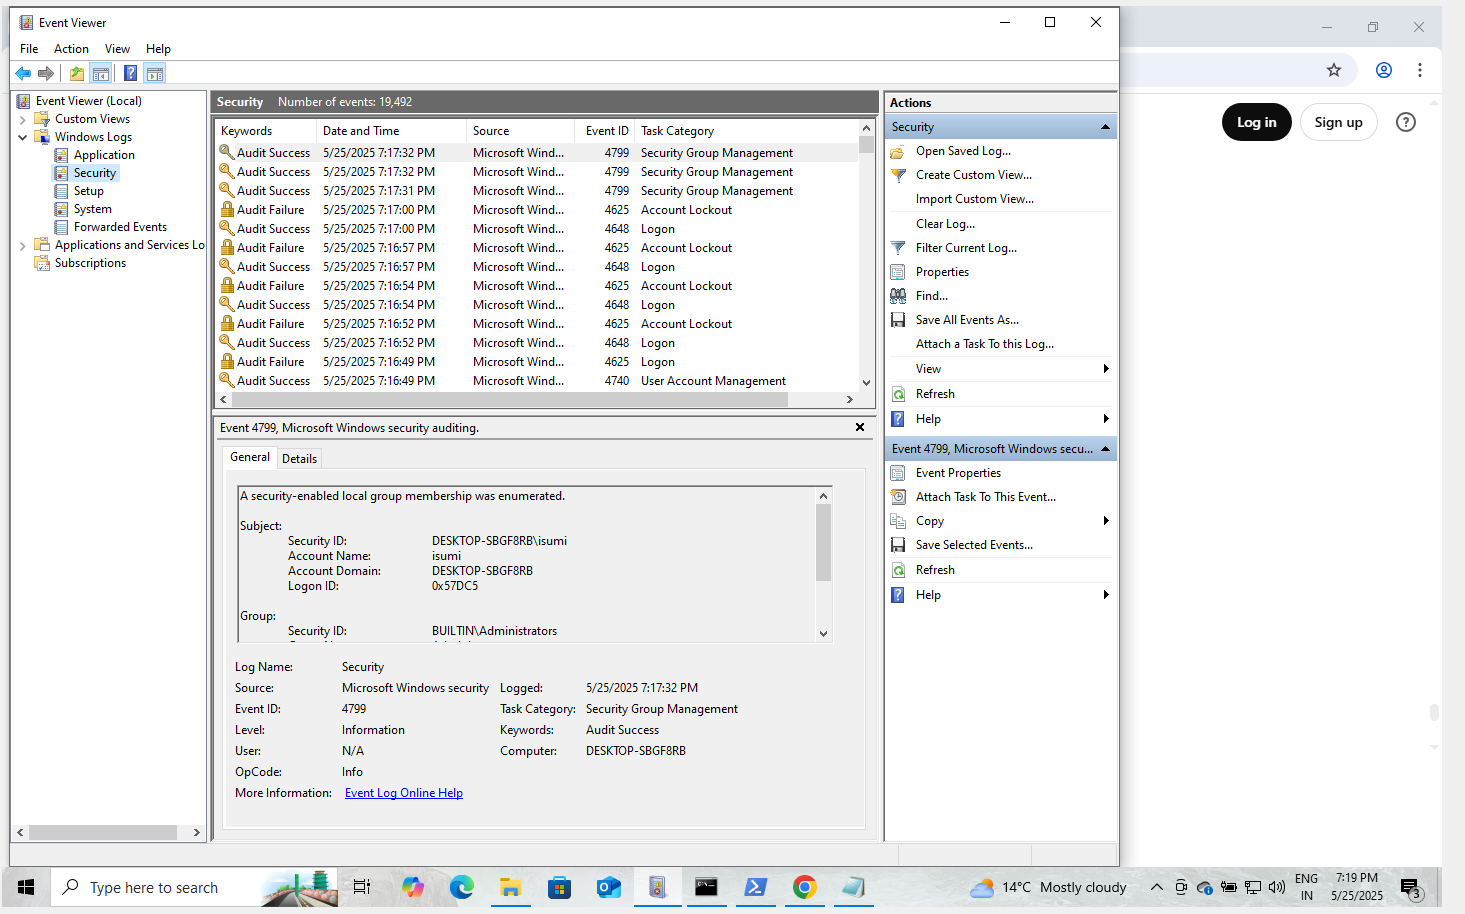 Event Viewer
File Action View Help
Event Viewer (Local)
Custom Views
Windows Logs
Application
Security
Setup
System
Forwarded Events
Applications and Services Lo
Subscriptions
Security Number of events: 19,492
Keywords Date and Time Source Event ID Task Category
Audit Success 5/25/2025 7:17:32 PM Microsoft Wind... 4799 Security Group Management
Audit Success 5/25/2025 7:17:32 PM Microsoft Wind... 4799 Security Group Management
Audit Success 5/25/2025 7:17:31 PM Microsoft Wind... 4799 Security Group Management
Audit Failure 5/25/2025 7:17:00 PM Microsoft Wind... 4625 Account Lockout
Audit Success 5/25/2025 7:17:00 PM Microsoft Wind... 4648 Logon
Audit Failure 5/25/2025 7:16:57 PM Microsoft Wind... 4625 Account Lockout
Audit Success 5/25/2025 7:16:57 PM Microsoft Wind... 4648 Logon
Audit Failure 5/25/2025 7:16:54 PM Microsoft Wind... 4625 Account Lockout
Audit Success 5/25/2025 7:16:54 PM Microsoft Wind... 4648 Logon
Audit Failure 5/25/2025 7:16:52 PM Microsoft Wind... 4625 Account Lockout
Audit Success 5/25/2025 7:16:52 PM Microsoft Wind... 4648 Logon
Audit Failure 5/25/2025 7:16:49 PM Microsoft Wind... 4625 Logon
Audit Success 5/25/2025 7:16:49 PM Microsoft Wind... 4740 User Account Management
Event 4799, Microsoft Windows security auditing.
General Details
A security-enabled local group membership was enumerated.
Subject:
Security ID: DESKTOP-SBGF8RB\isumi
Account Name: isumi
Account Domain: DESKTOP-SBGF8RB
Logon ID: 0x57DC5
Group:
Security ID: BUILTIN\Administrators
Log Name: Security
Source: Microsoft Windows security Logged: 5/25/2025 7:17:32 PM
Event ID: 4799 Task Category: Security Group Management
Level: Information Keywords: Audit Success
User: N/A Computer: DESKTOP-SBGF8RB
OpCode: Info
More Information: Event Log Online Help
Actions
Security
Open Saved Log...
Create Custom View...
Import Custom View...
Clear Log...
Filter Current Log...
Properties
Find...
Save All Events As...
Attach a Task To this Log...
View
Refresh
Help
Event 4799, Microsoft Windows secu...
Event Properties
Attach Task To This Event...
Copy
Save Selected Events...
Refresh
Help
Log in Sign up
Type here to search
14°C Mostly cloudy
ENG
IN
7:19 PM
5/25/2025
3